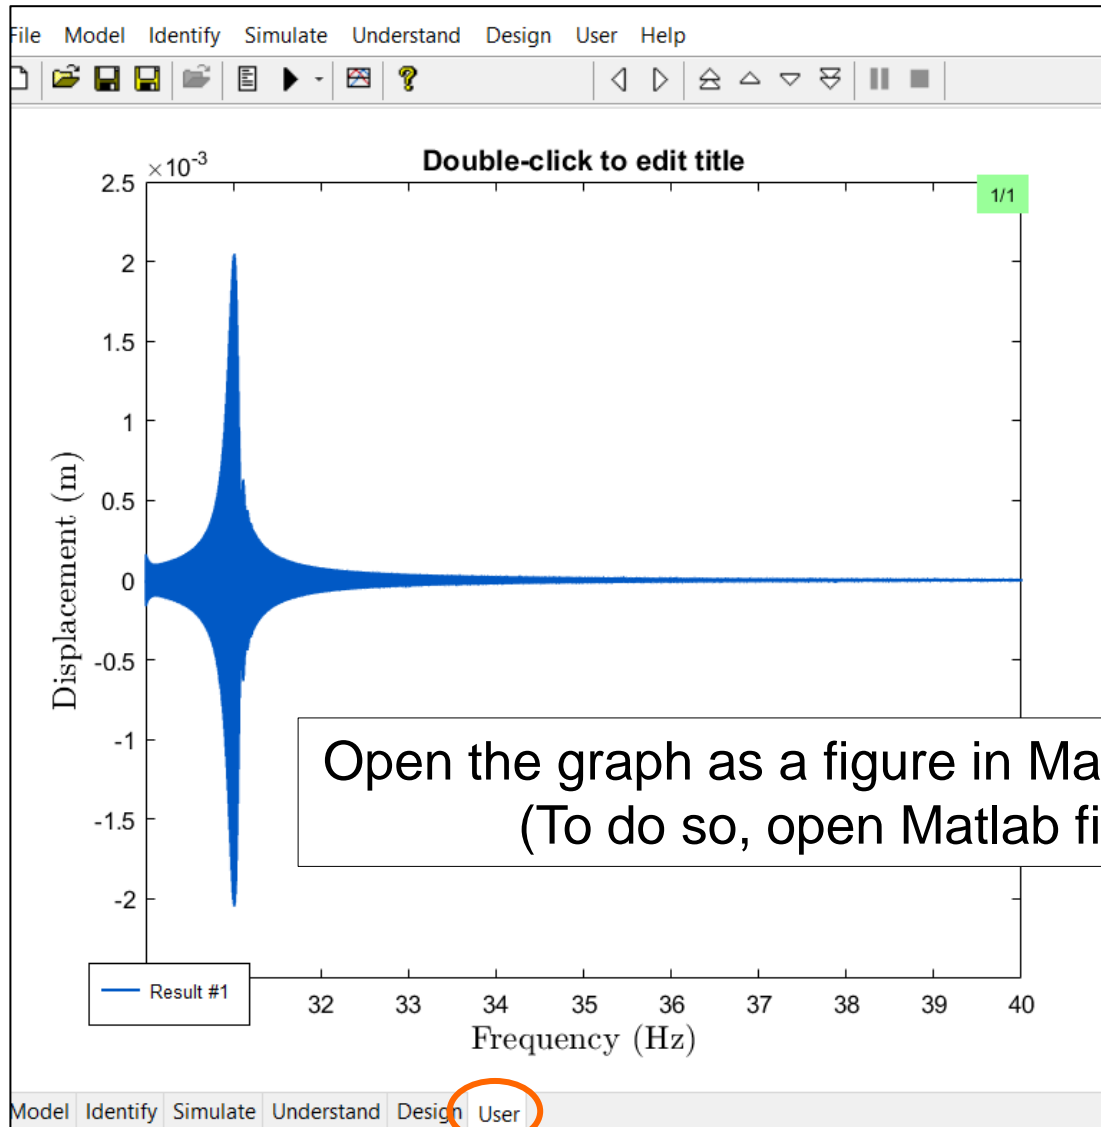 File Model Identify Simulate Understand Design User Help
Double-click to edit title
×10-3
1/1
2.5
2
1.5
1
0.5
0
-0.5
-1
-1.5
-2
Displacement (m)
Open the graph as a figure in Ma
(To do so, open Matlab fi
Result #1
32 33 34 35 36 37 38 39 40
Frequency (Hz)
Model Identify Simulate Understand Design User